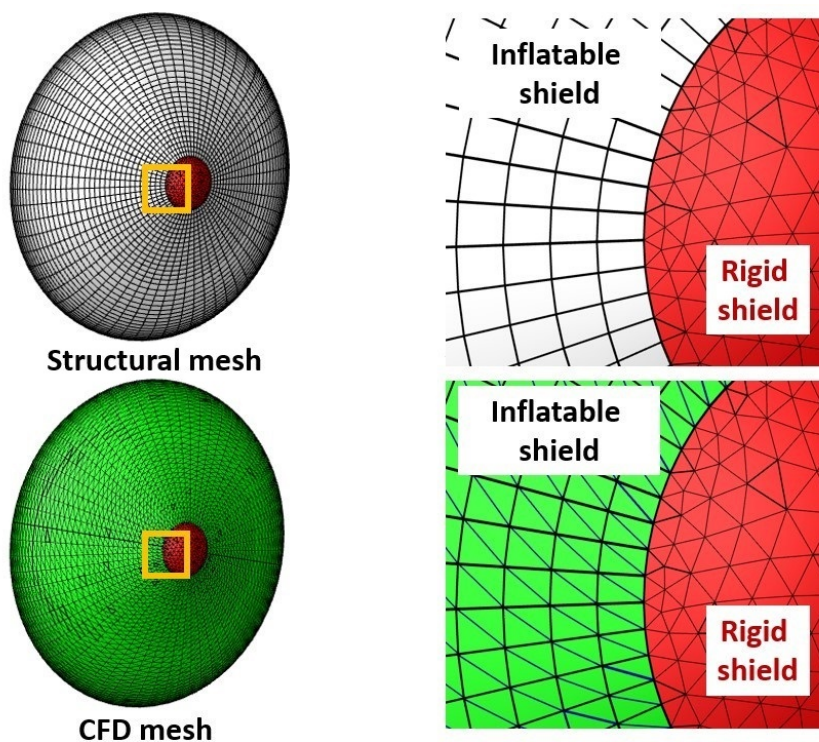 Inflatable
shield
Rigid
shield
Structural mesh
Inflatable
shield
Rigid
shield
CFD mesh